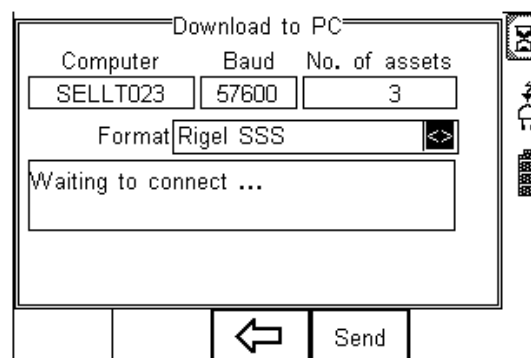 Download to PC
Computer Baud No. of assets
SELLT023 57600 3
Format Rigel SSS <>
Waiting to connect ...
Send